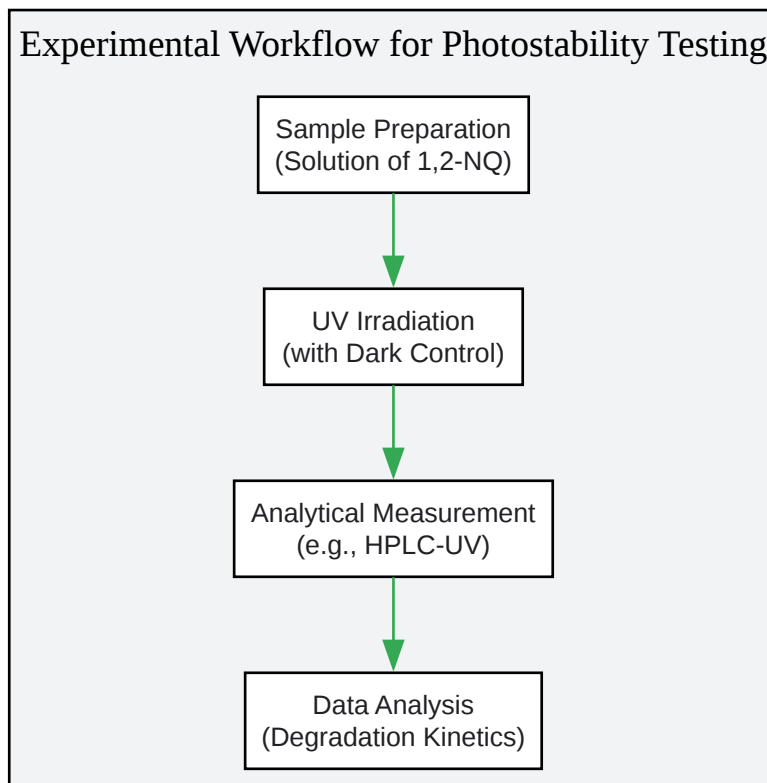 Experimental Workflow for Photostability Testing
Sample Preparation
(Solution of 1,2-NQ)
UV Irradiation
(with Dark Control)
Analytical Measurement
(e.g., HPLC-UV)
Data Analysis
(Degradation Kinetics)